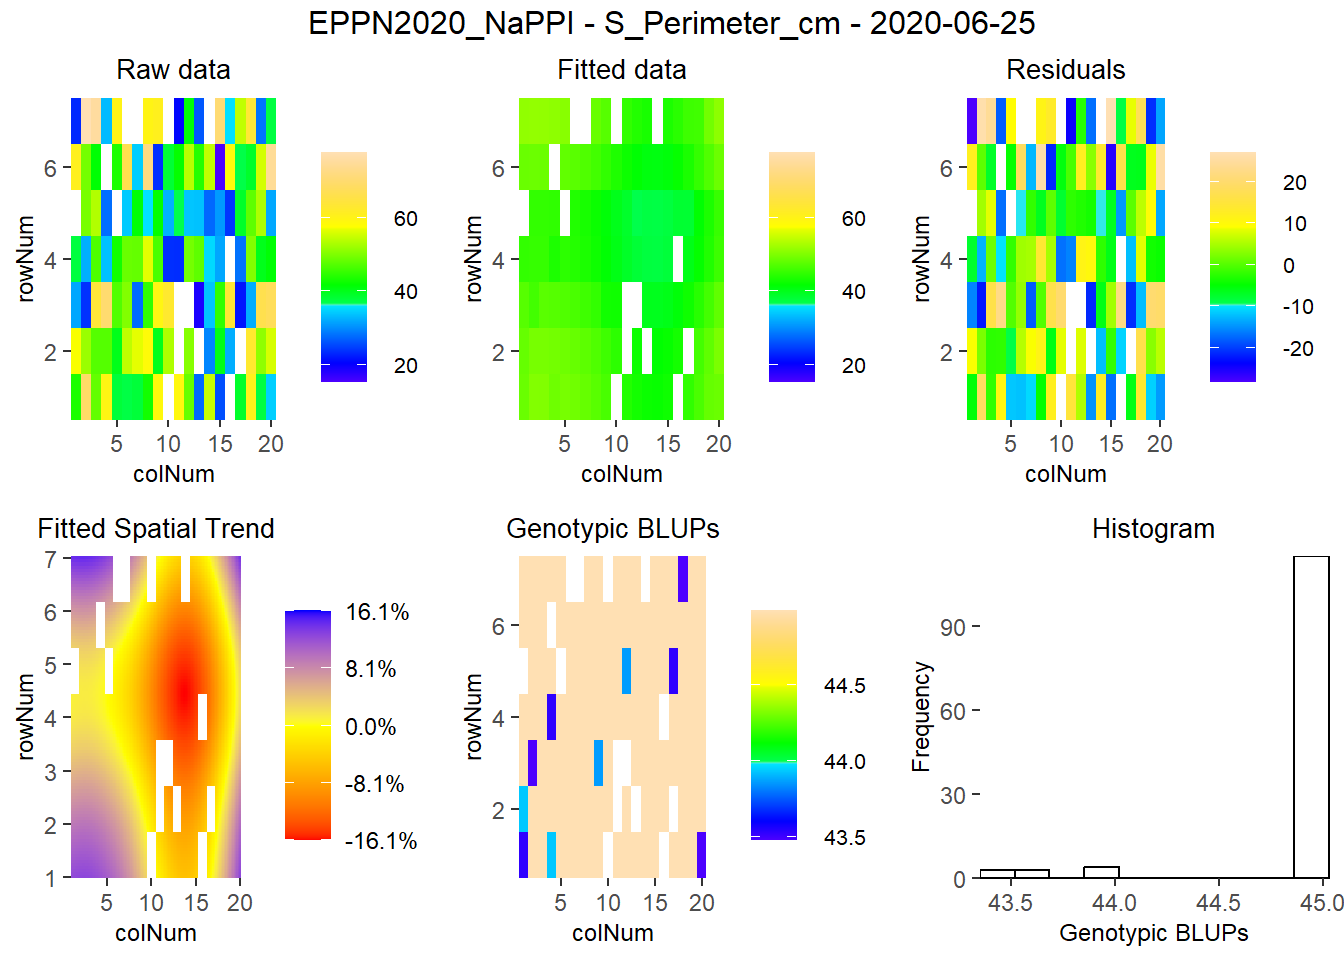 EPPN2020_NaPPI - S_Perimeter_cm - 2020-06-25
Raw data
Fitted data
Residuals
6
4
2
rowNum
5 10 15 20
colNum
60
40
20
6
4
2
rowNum
5 10 15 20
colNum
60
40
20
6
4
2
rowNum
5 10 15 20
colNum
20
10
0
-10
-20
Fitted Spatial Trend
Genotypic BLUPs
Histogram
7
6
5
4
3
2
1
rowNum
5 10 15 20
colNum
16.1%
8.1%
0.0%
-8.1%
-16.1%
6
4
2
rowNum
5 10 15 20
colNum
44.5
44.0
43.5
90
60
30
0
Frequency
43.5 44.0 44.5 45.0
Genotypic BLUPs